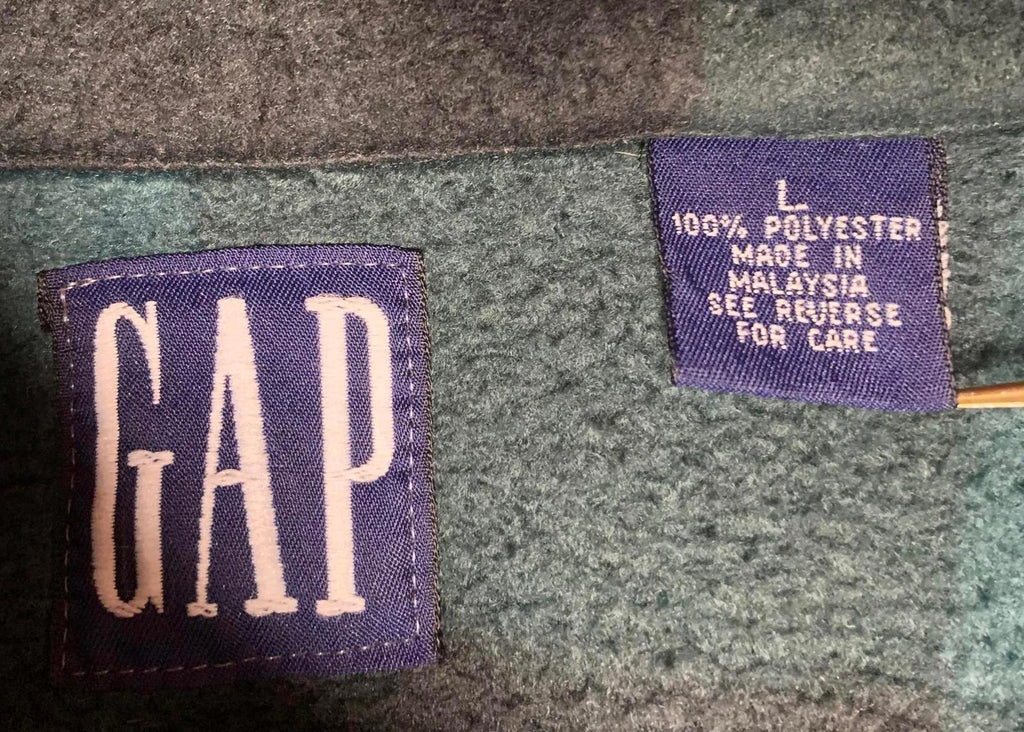 GAP
L
100% POLYESTER
MADE IN
MALAYSIA
SEE REVERSE
FOR CARE